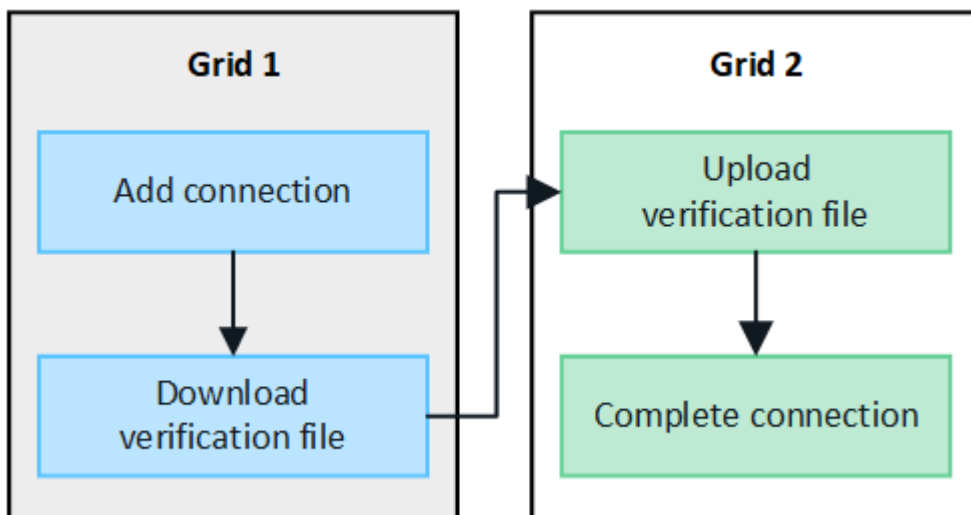 Grid 1
Add connection
Download
verification file
Grid 2
Upload
verification file
Complete connection